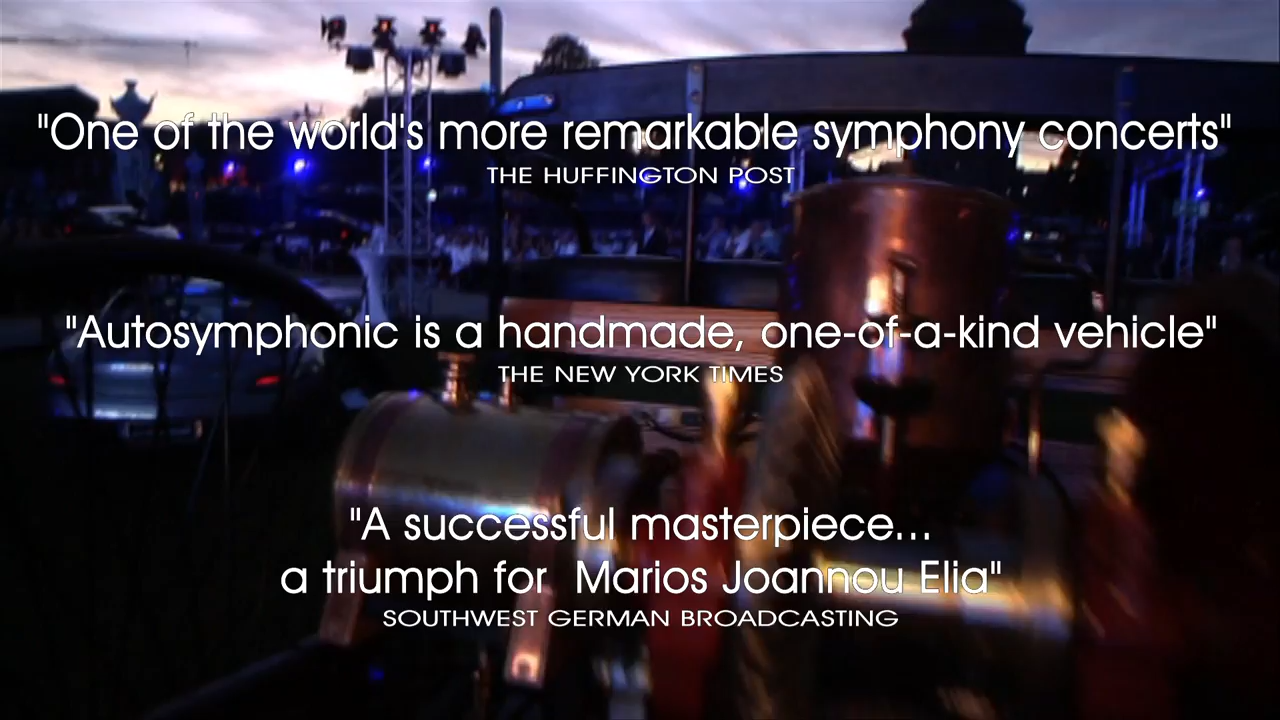 "One of the world's more remarkable symphony concerts"
THE HUFFINGTON POST
"Autosymphonic is a handmade, one-of-a-kind vehicle"
THE NEW YORK TIMES
"A successful masterpiece...
a triumph for  Marios Joannou Elia"
SOUTHWEST GERMAN BROADCASTING